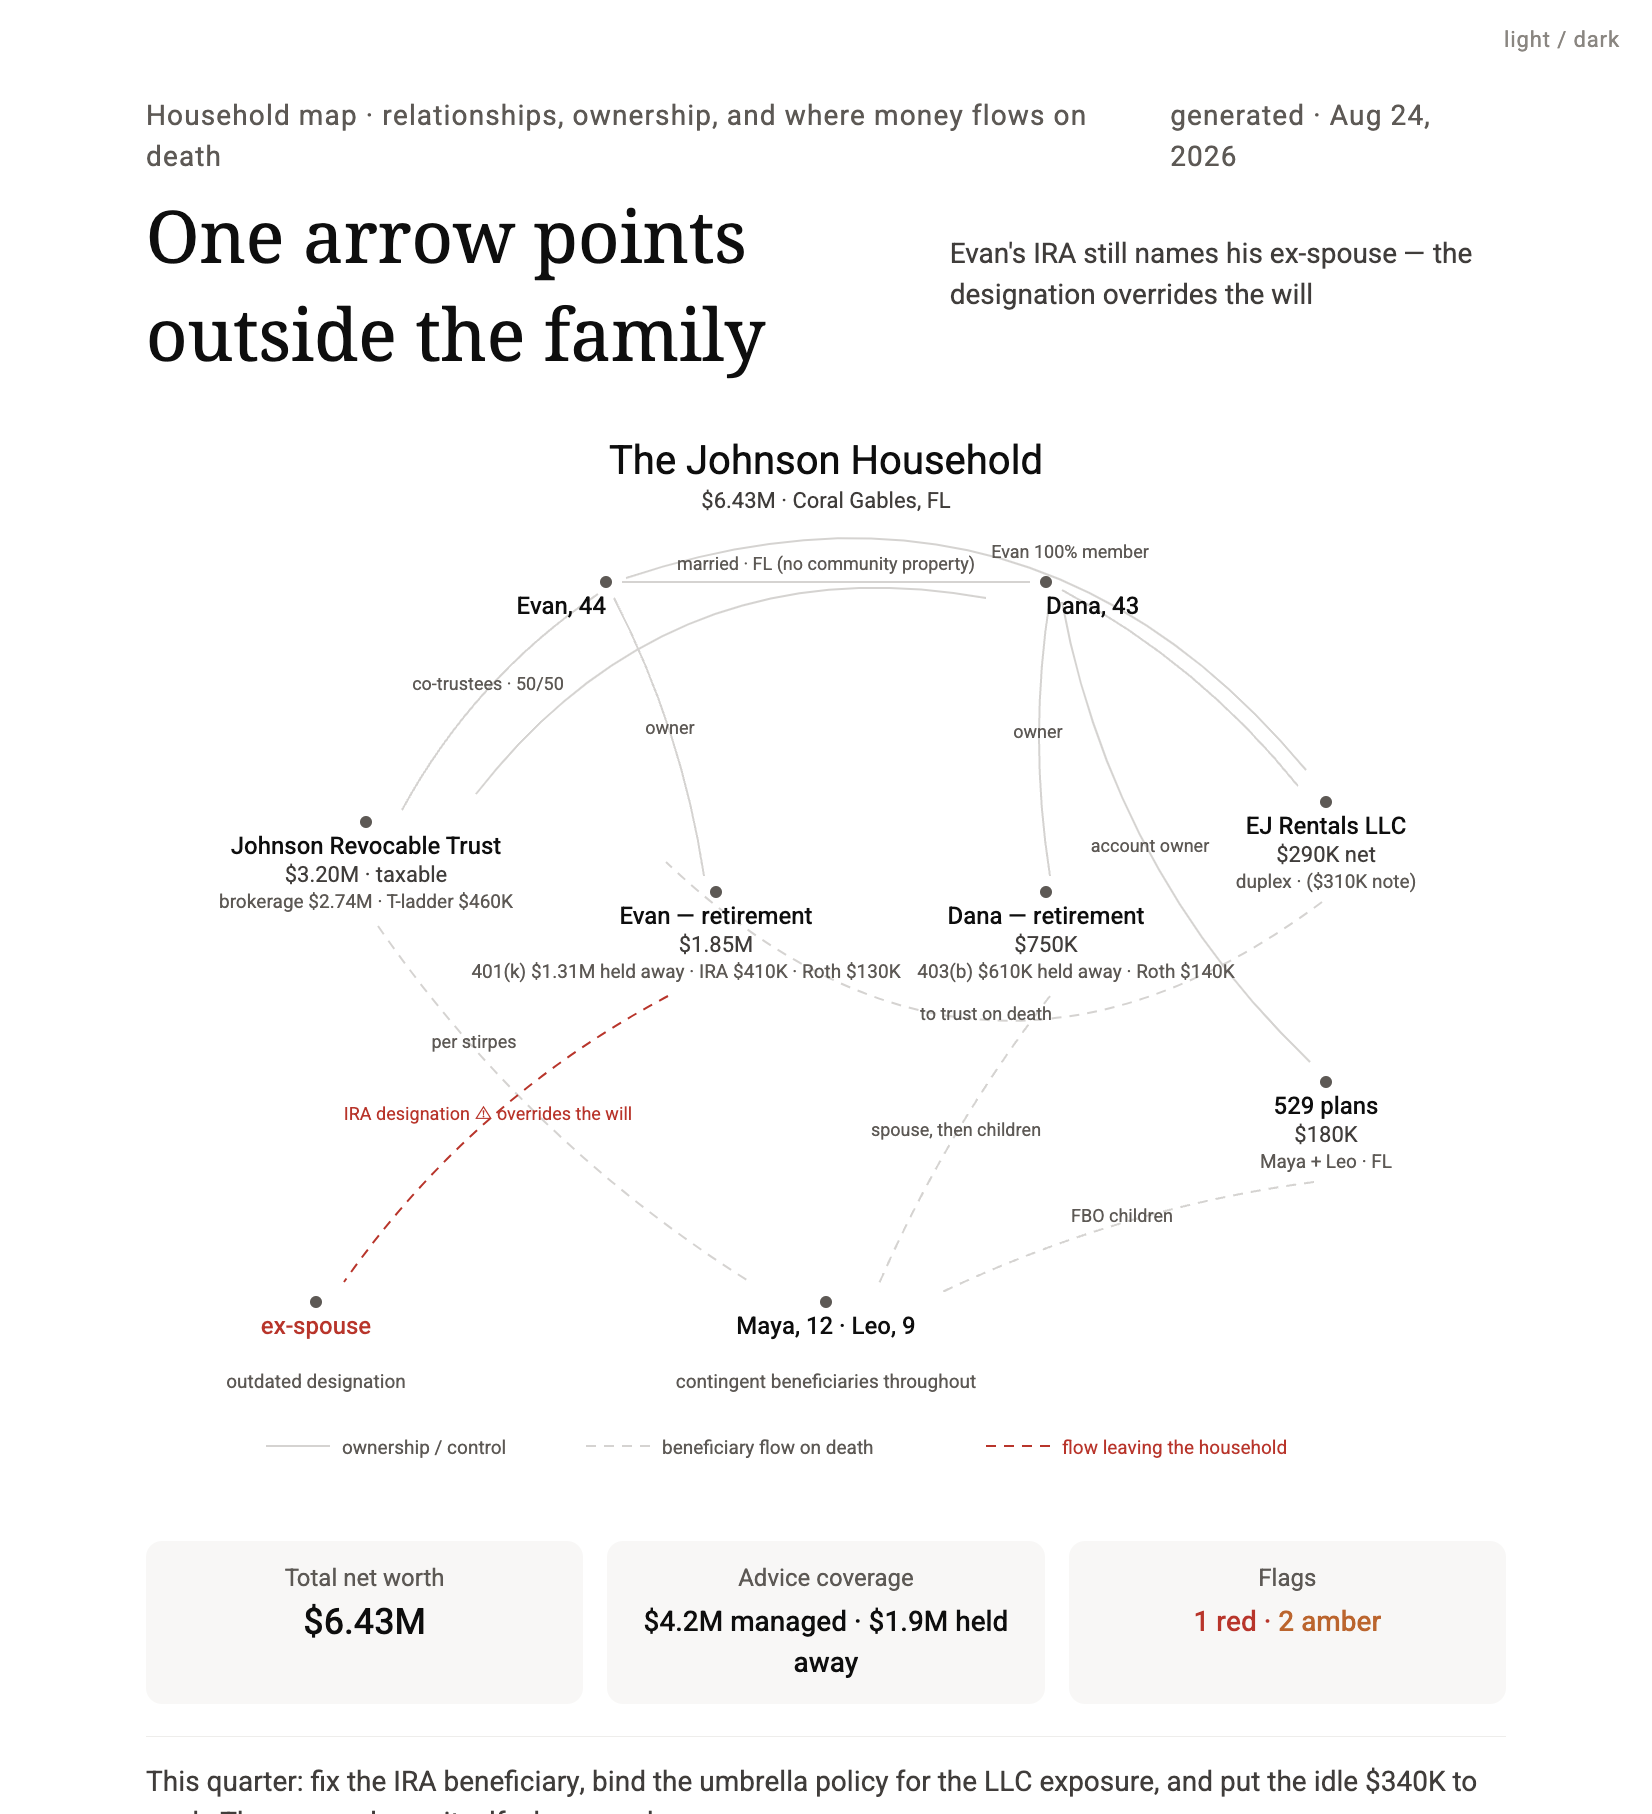 light / dark
Household map · relationships, ownership, and where money flows on
death
generated · Aug 24,
2026
One arrow points
outside the family
Evan's IRA still names his ex-spouse — the
designation overrides the will
The Johnson Household
$6.43M · Coral Gables, FL
Evan 100% member
married · FL (no community property)
Evan, 44
Dana, 43
co-trustees · 50/50
owner
owner
Johnson Revocable Trust
$3.20M · taxable
brokerage $2.74M · T-ladder $460K
account owner
EJ Rentals LLC
$290K net
duplex · ($310K note)
Evan — retirement
$1.85M
401(k) $1.31M held away · IRA $410K · Roth $130K
Dana — retirement
$750K
403(b) $610K held away · Roth $140K
to trust on death
per stirpes
IRA designation ⚠ overrides the will
spouse, then children
529 plans
$180K
Maya + Leo · FL
FBO children
ex-spouse
outdated designation
Maya, 12 · Leo, 9
contingent beneficiaries throughout
ownership / control
beneficiary flow on death
flow leaving the household
Total net worth
$6.43M
Advice coverage
$4.2M managed · $1.9M held
away
Flags
1 red · 2 amber
This quarter: fix the IRA beneficiary, bind the umbrella policy for the LLC exposure, and put the idle $340K to